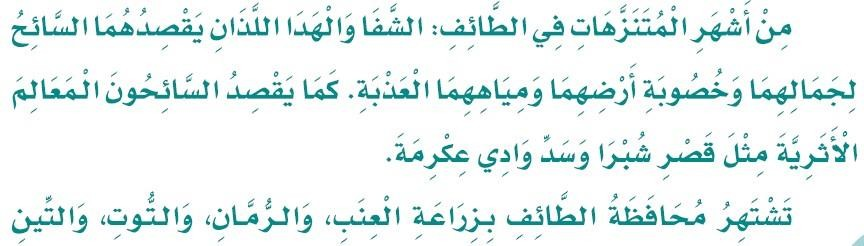 مِنْ أَشْهَرِ الْمُتَنَزَّهَاتِ فِي الطَّائِفِ: الشَّفَا وَالْهَدَا اللَّذَانِ يَقْصِدُهُمَا السَّائِحُ
لِجَمَالِهِمَا وَخُصُوبَةِ أَرْضِهِمَا وَمِيَاهِهِمَا الْعَذْبَةِ. كَمَا يَقْصِدُ السَّائِحُونَ الْمَعَالِمَ
الْأَثَرِيَّةَ مِثْلَ قَصْرِ شُبْرَا وَسَدِّ وَادِي عِكْرِمَةَ.
تَشْتَهِرُ مُحَافَظَةُ الطَّائِفِ بِزِرَاعَةِ الْعِنَبِ، وَالرُّمَّانِ، وَالتُّوتِ، وَالتِّينِ